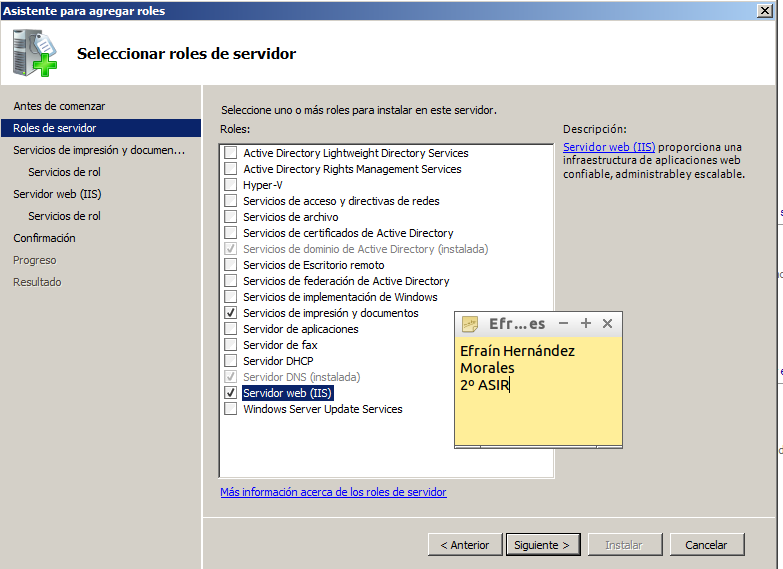 Asistente para agregar roles
Seleccionar roles de servidor
Antes de comenzar
Roles de servidor
Servicios de impresión y documen...
Servicios de rol
Servidor web (IIS)
Servicios de rol
Confirmación
Progreso
Resultado
Seleccione uno o más roles para instalar en este servidor.
Roles:
Active Directory Lightweight Directory Services
Active Directory Rights Management Services
Hyper-V
Servicios de acceso y directivas de redes
Servicios de archivo
Servicios de certificados de Active Directory
Servicios de dominio de Active Directory (instalada)
Servicios de Escritorio remoto
Servicios de federación de Active Directory
Servicios de implementación de Windows
Servicios de impresión y documentos
Servidor de aplicaciones
Servidor de fax
Servidor DHCP
Servidor DNS (instalada)
Servidor web (IIS)
Windows Server Update Services
Más información acerca de los roles de servidor
Descripción:
Servidor web (IIS) proporciona una
infraestructura de aplicaciones web
confiable, administrable y escalable.
Efr...es
Efraín Hernández
Morales
2º ASIR
< Anterior
Siguiente >
Instalar
Cancelar